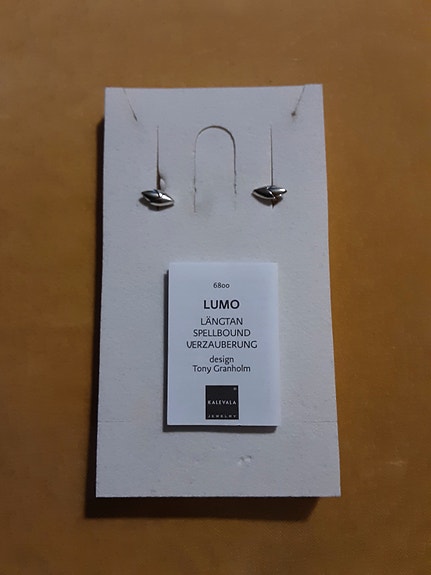 6800
LUMO
LÄNGTAN
SPELLBOUND
VERZAUBERUNG
design
Tony Granholm
®
KALEVALA
JEWELRY